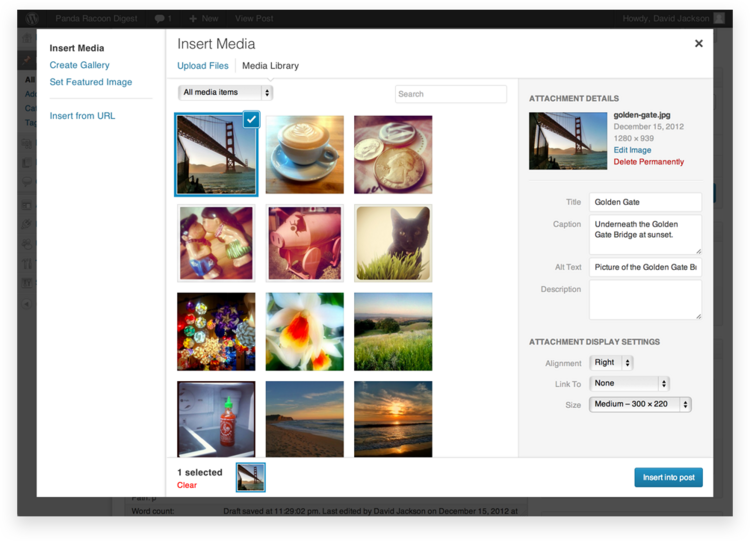 Panda Racoon Digest
1
New
View Post
Howdy, David Jackson
Insert Media
Create Gallery
Set Featured Image
Insert from URL
Insert Media
Upload Files
Media Library
All media items
Search
ATTACHMENT DETAILS
golden-gate.jpg
December 15, 2012
1280 × 939
Edit Image
Delete Permanently
Title
Golden Gate
Caption
Underneath the Golden
Gate Bridge at sunset.
Alt Text
Picture of the Golden Gate
Description
ATTACHMENT DISPLAY SETTINGS
Alignment
Right
Link To
None
Size
Medium – 300 × 220
1 selected
Clear
Insert into post
Word count:
Draft saved at 11:29:02 pm. Last edited by David Jackson on December 15, 2012 at